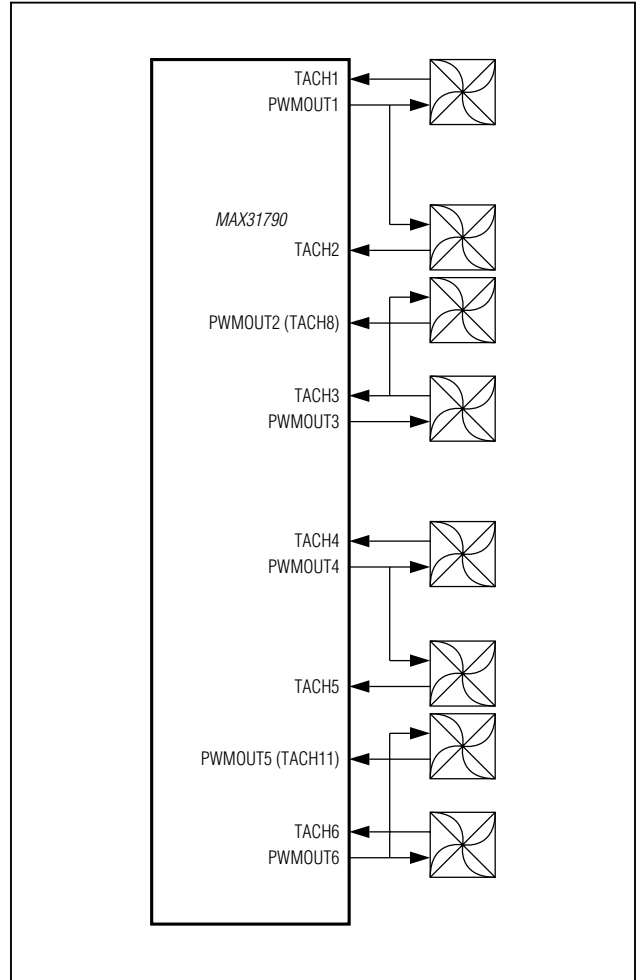 TACH1
PWMOUT1
MAX31790
TACH2
PWMOUT2 (TACH8)
TACH3
PWMOUT3
TACH4
PWMOUT4
TACH5
PWMOUT5 (TACH11)
TACH6
PWMOUT6